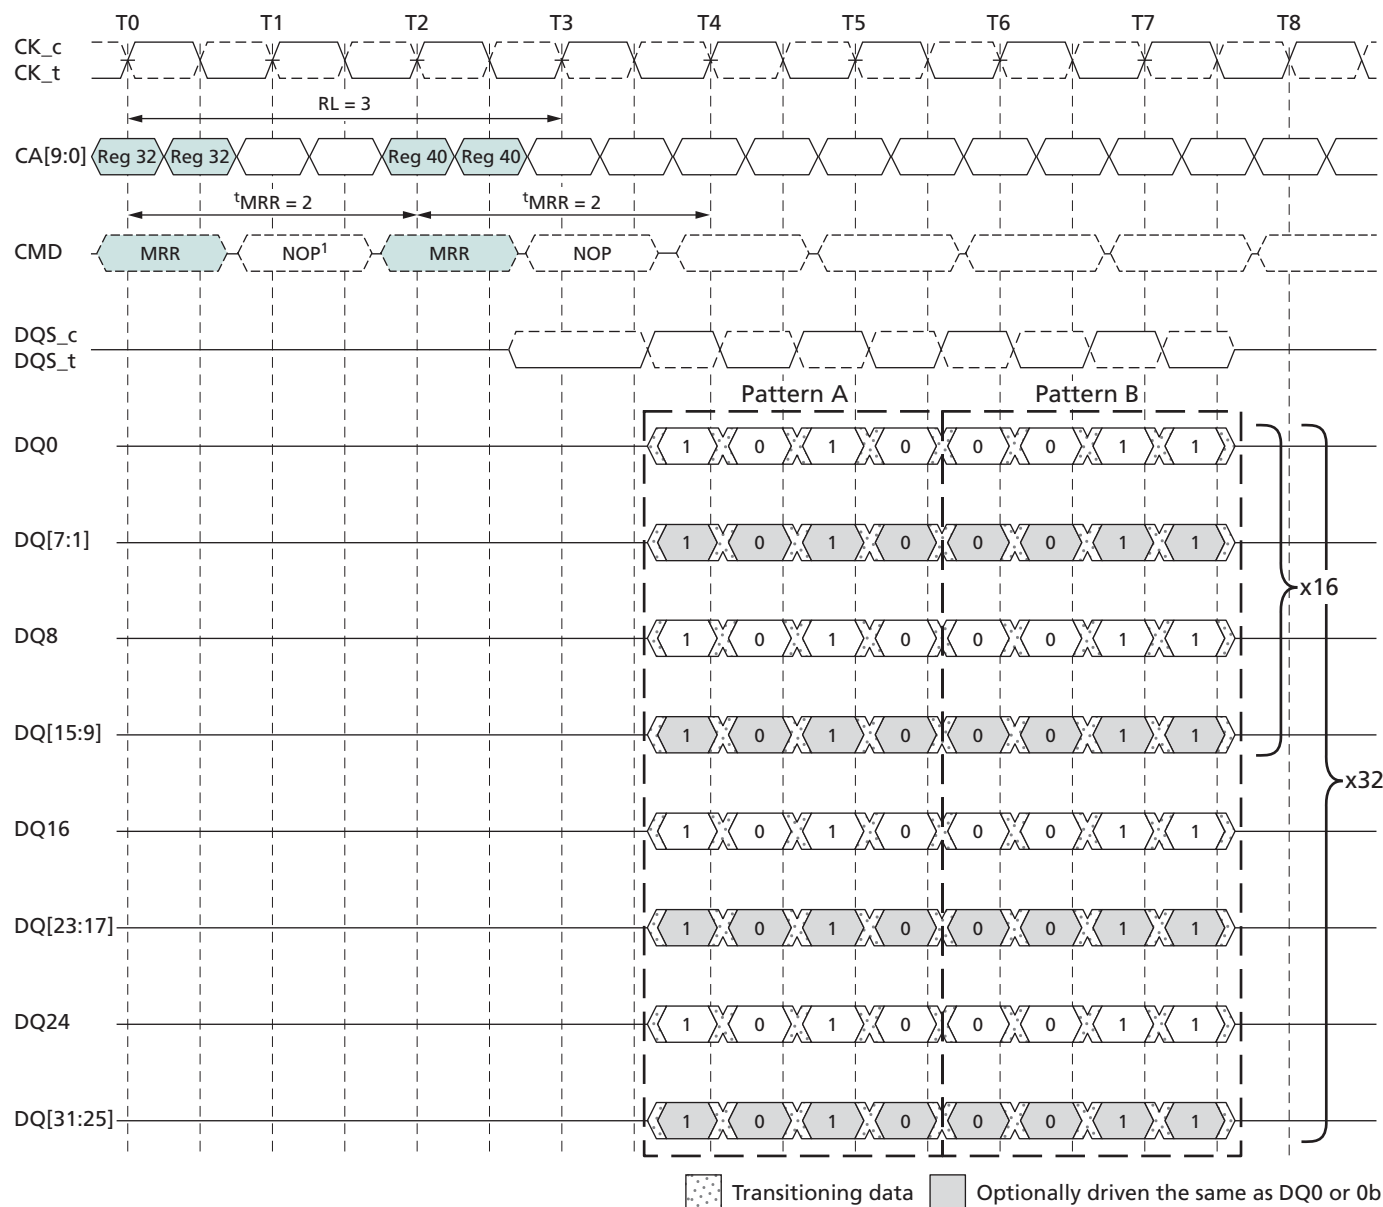 T0 T1 T2 T3 T4 T5 T6 T7 T8
CK_c
CK_t
RL = 3
CA[9:0] Reg 32 Reg 32 Reg 40 Reg 40
tMRR = 2 tMRR = 2
CMD MRR NOP1 MRR NOP
DQS_c
DQS_t
Pattern A Pattern B
DQ0 1 0 1 0 0 0 1 1
DQ[7:1] 1 0 1 0 0 0 1 1
x16
DQ8 1 0 1 0 0 0 1 1
DQ[15:9] 1 0 1 0 0 0 1 1
x32
DQ16 1 0 1 0 0 0 1 1
DQ[23:17] 1 0 1 0 0 0 1 1
DQ24 1 0 1 0 0 0 1 1
DQ[31:25] 1 0 1 0 0 0 1 1
Transitioning data Optionally driven the same as DQ0 or 0b